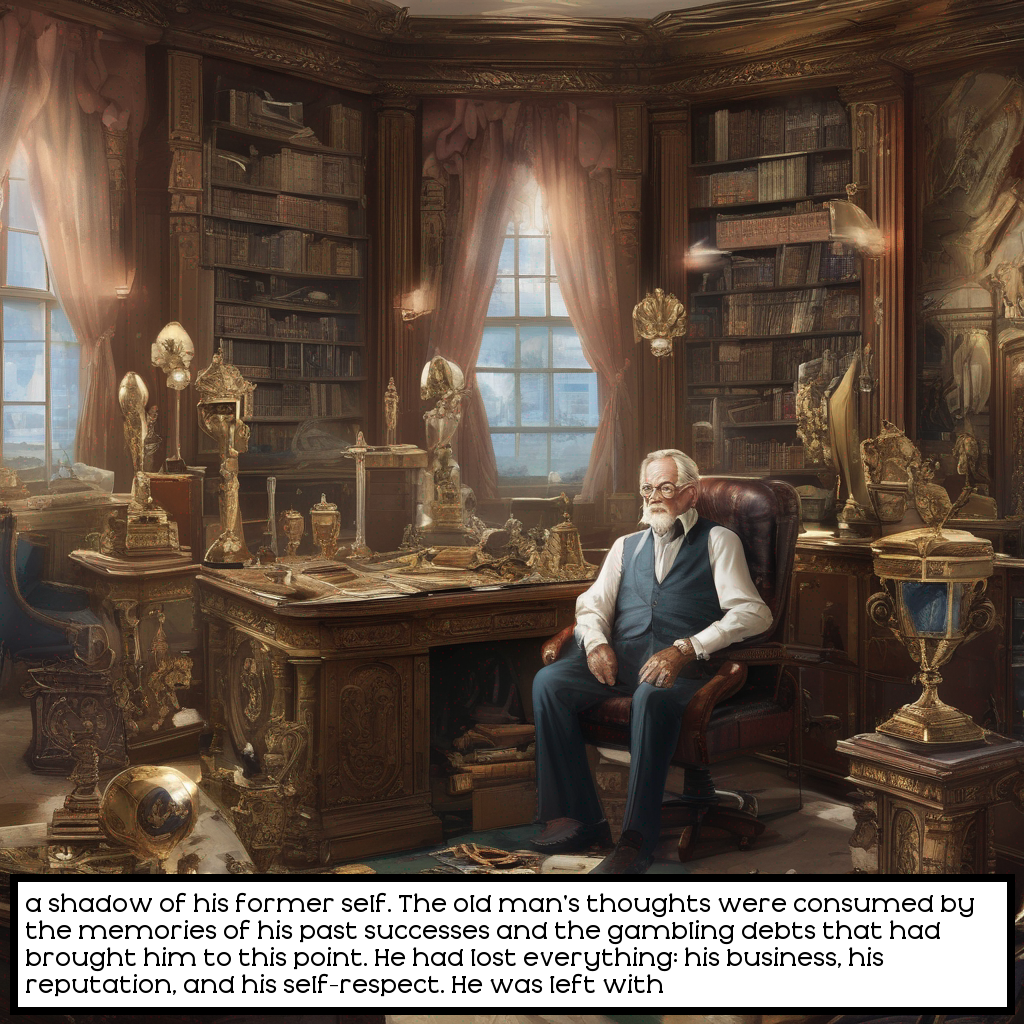 a shadow of his former self. The old man's thoughts were consumed by
the memories of his past successes and the gambling debts that had
brought him to this point. He had lost everything: his business, his
reputation, and his self-respect. He was left with